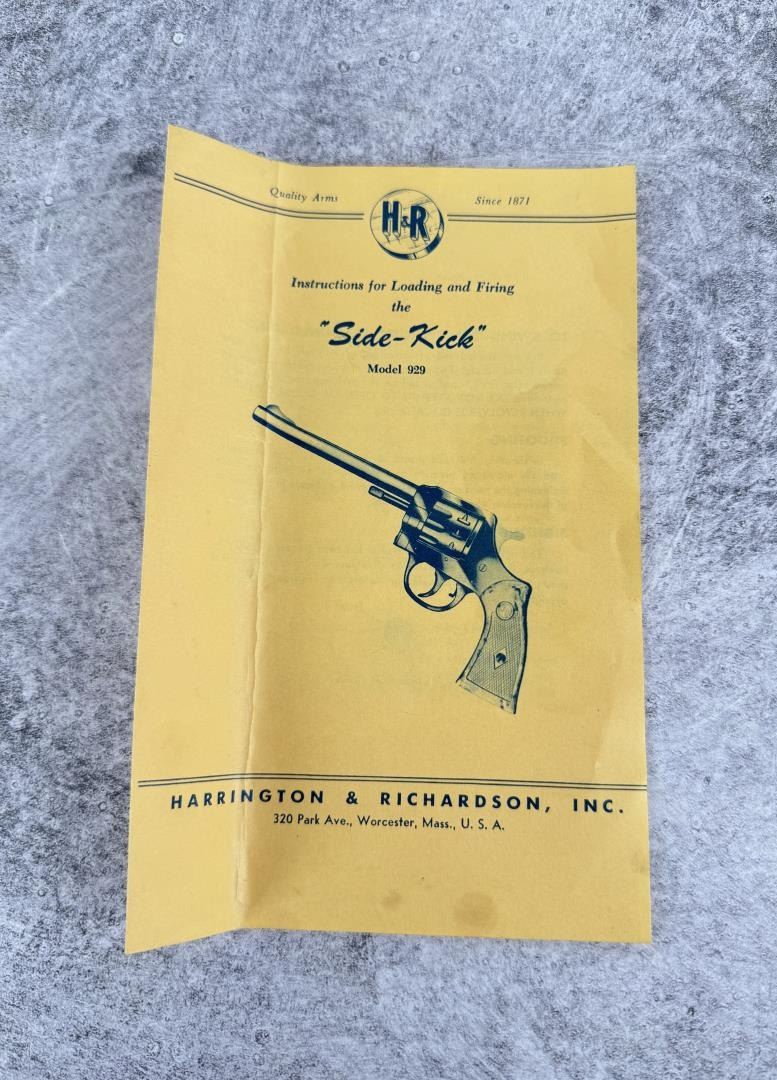 Quality Arms
H&R
Since 1871
Instructions for Loading and Firing
the
"Side-Kick"
Model 929
HARRINGTON & RICHARDSON, INC.
320 Park Ave., Worcester, Mass., U. S. A.